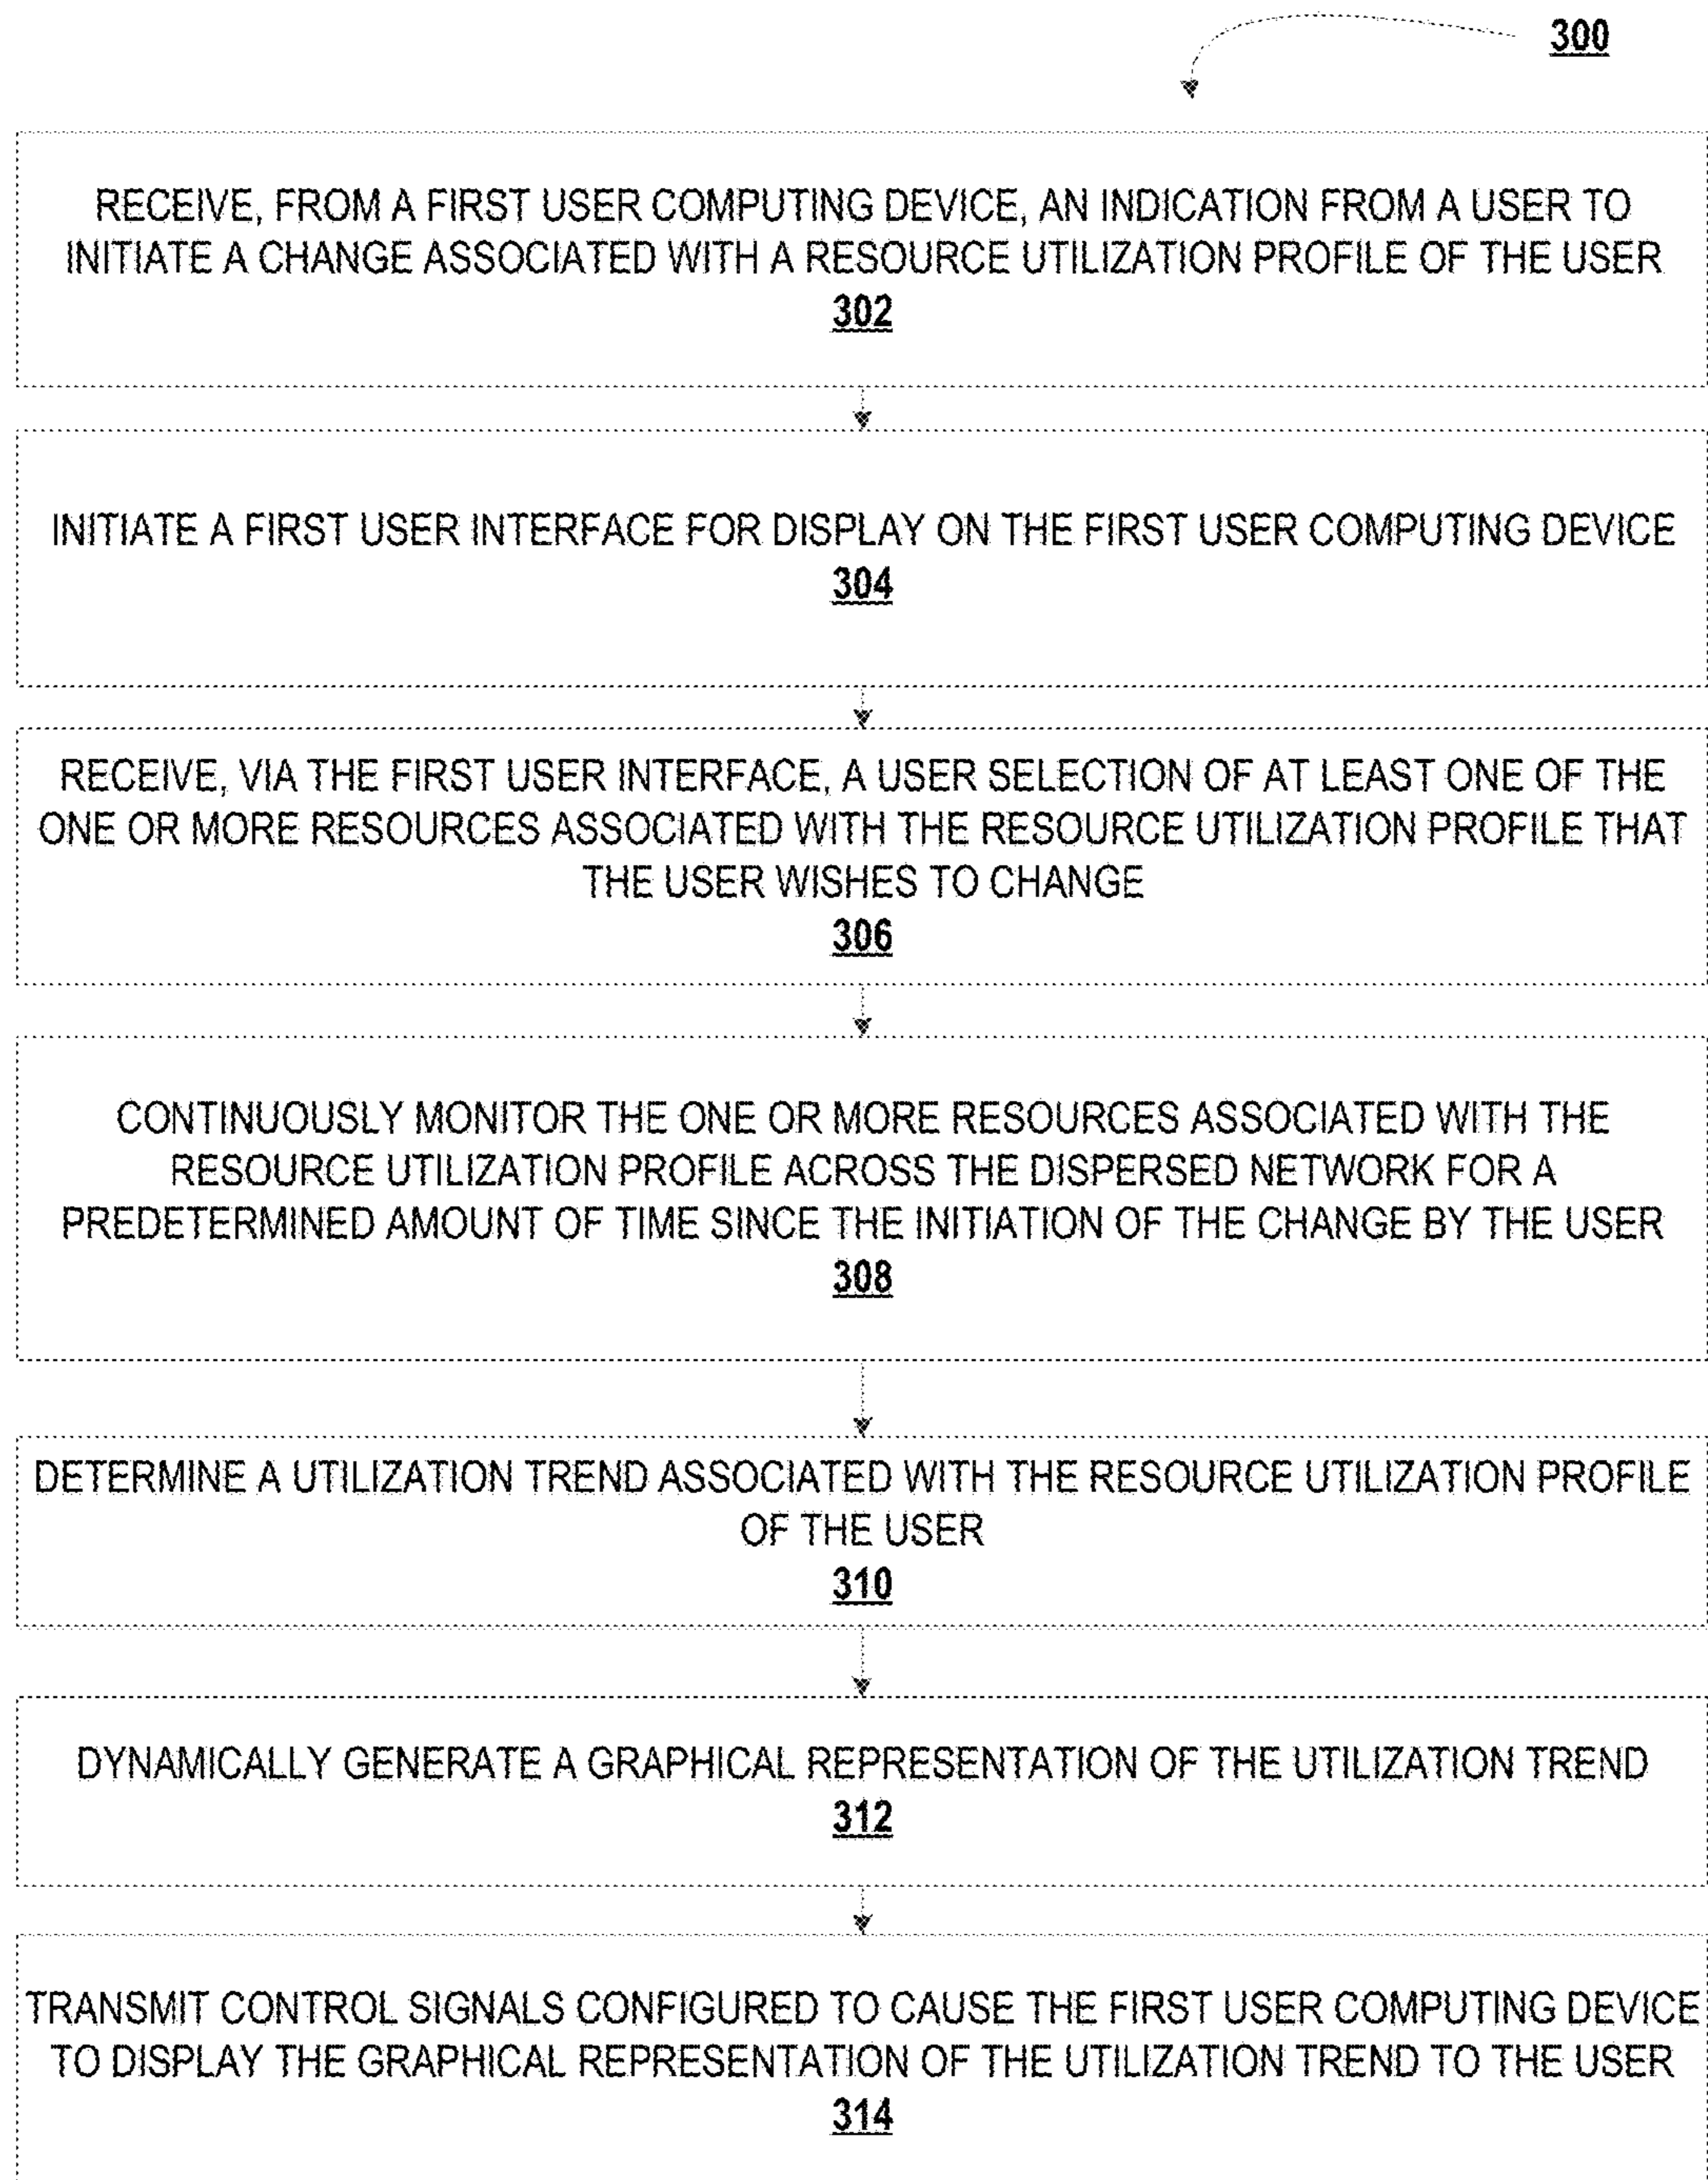 300
RECEIVE, FROM A FIRST USER COMPUTING DEVICE, AN INDICATION FROM A USER TO
INITIATE A CHANGE ASSOCIATED WITH A RESOURCE UTILIZATION PROFILE OF THE USER
302
INITIATE A FIRST USER INTERFACE FOR DISPLAY ON THE FIRST USER COMPUTING DEVICE
304
RECEIVE, VIA THE FIRST USER INTERFACE, A USER SELECTION OF AT LEAST ONE OF THE
ONE OR MORE RESOURCES ASSOCIATED WITH THE RESOURCE UTILIZATION PROFILE THAT
THE USER WISHES TO CHANGE
306
CONTINUOUSLY MONITOR THE ONE OR MORE RESOURCES ASSOCIATED WITH THE
RESOURCE UTILIZATION PROFILE ACROSS THE DISPERSED NETWORK FOR A
PREDETERMINED AMOUNT OF TIME SINCE THE INITIATION OF THE CHANGE BY THE USER
308
DETERMINE A UTILIZATION TREND ASSOCIATED WITH THE RESOURCE UTILIZATION PROFILE
OF THE USER
310
DYNAMICALLY GENERATE A GRAPHICAL REPRESENTATION OF THE UTILIZATION TREND
312
TRANSMIT CONTROL SIGNALS CONFIGURED TO CAUSE THE FIRST USER COMPUTING DEVICE
TO DISPLAY THE GRAPHICAL REPRESENTATION OF THE UTILIZATION TREND TO THE USER
314